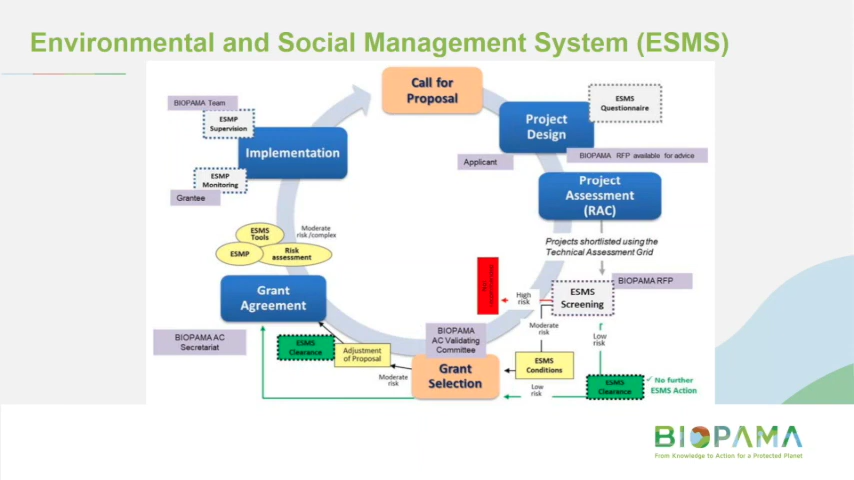 Environmental and Social Management System (ESMS)
Call for
Proposal
BIOPAMA Team
ESMP
Supervision
ESMS
Questionnaire
Project
Design
Implementation
BIOPAMA RFP available for advice
Applicant
ESMP
Monitoring
Grantee
Project
Assessment
(RAC)
ESMS
Tools
Moderate
risk /complex
ESMP
Risk
assessment
Projects shortlisted using the
Technical Assessment Grid
BIOPAMA RFP
Grant
Agreement
High
risk
ESMS
Screening
BIOPAMA AC
Secretariat
BIOPAMA
AC Validating
Committee
Moderate
risk
Low
risk
ESMS
Clearance
Adjustment
of Proposal
Moderate
risk
Grant
Selection
ESMS
Conditions
Low
risk
ESMS
Clearance
✓ No further
ESMS Action
BIOPAMA
From Knowledge to Action for a Protected Planet